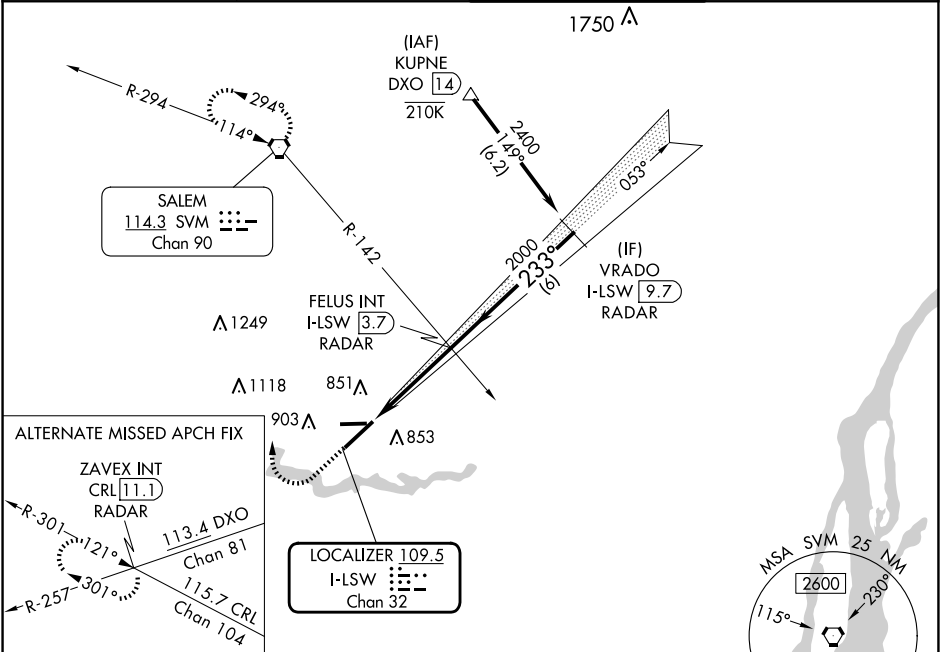 1750
(IAF)
KUPNE
DXO 14
210K
R-294
294°
114°
2400
149°
(6.2)
053°
SALEM
114.3 SVM
Chan 90
R-142
2000
233°
(6)
(IF)
VRADO
I-LSW 9.7
RADAR
FELUS INT
I-LSW 3.7
RADAR
1249
1118
851
903
853
ALTERNATE MISSED APCH FIX
ZAVEX INT
CRL 11.1
RADAR
R-301
121°
113.4 DXO
Chan 81
301°
R-257
115.7 CRL
Chan 104
LOCALIZER 109.5
I-LSW
Chan 32
MSA SVM 25 NM
2600
115°
230°